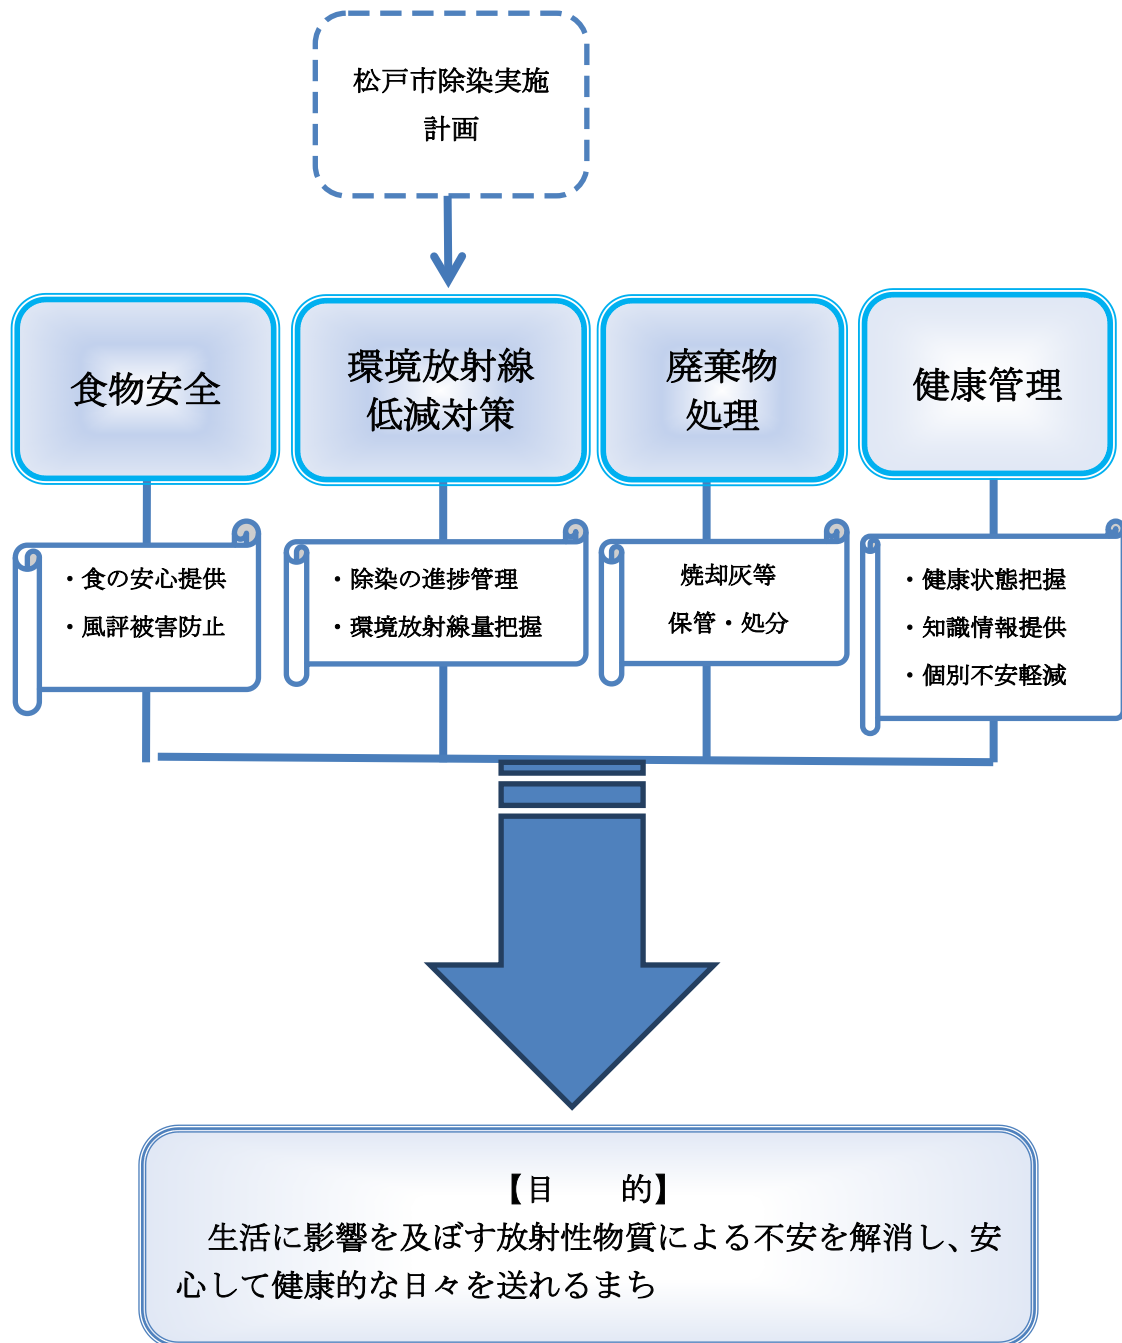 松戸市除染実施
計画
食物安全
環境放射線
低減対策
廃棄物
処理
健康管理
・食の安心提供
・風評被害防止
・除染の進捗管理
・環境放射線量把握
焼却灰等
保管・処分
・健康状態把握
・知識情報提供
・個別不安軽減
【目　　的】
生活に影響を及ぼす放射性物質による不安を解消し、安
心して健康的な日々を送れるまち